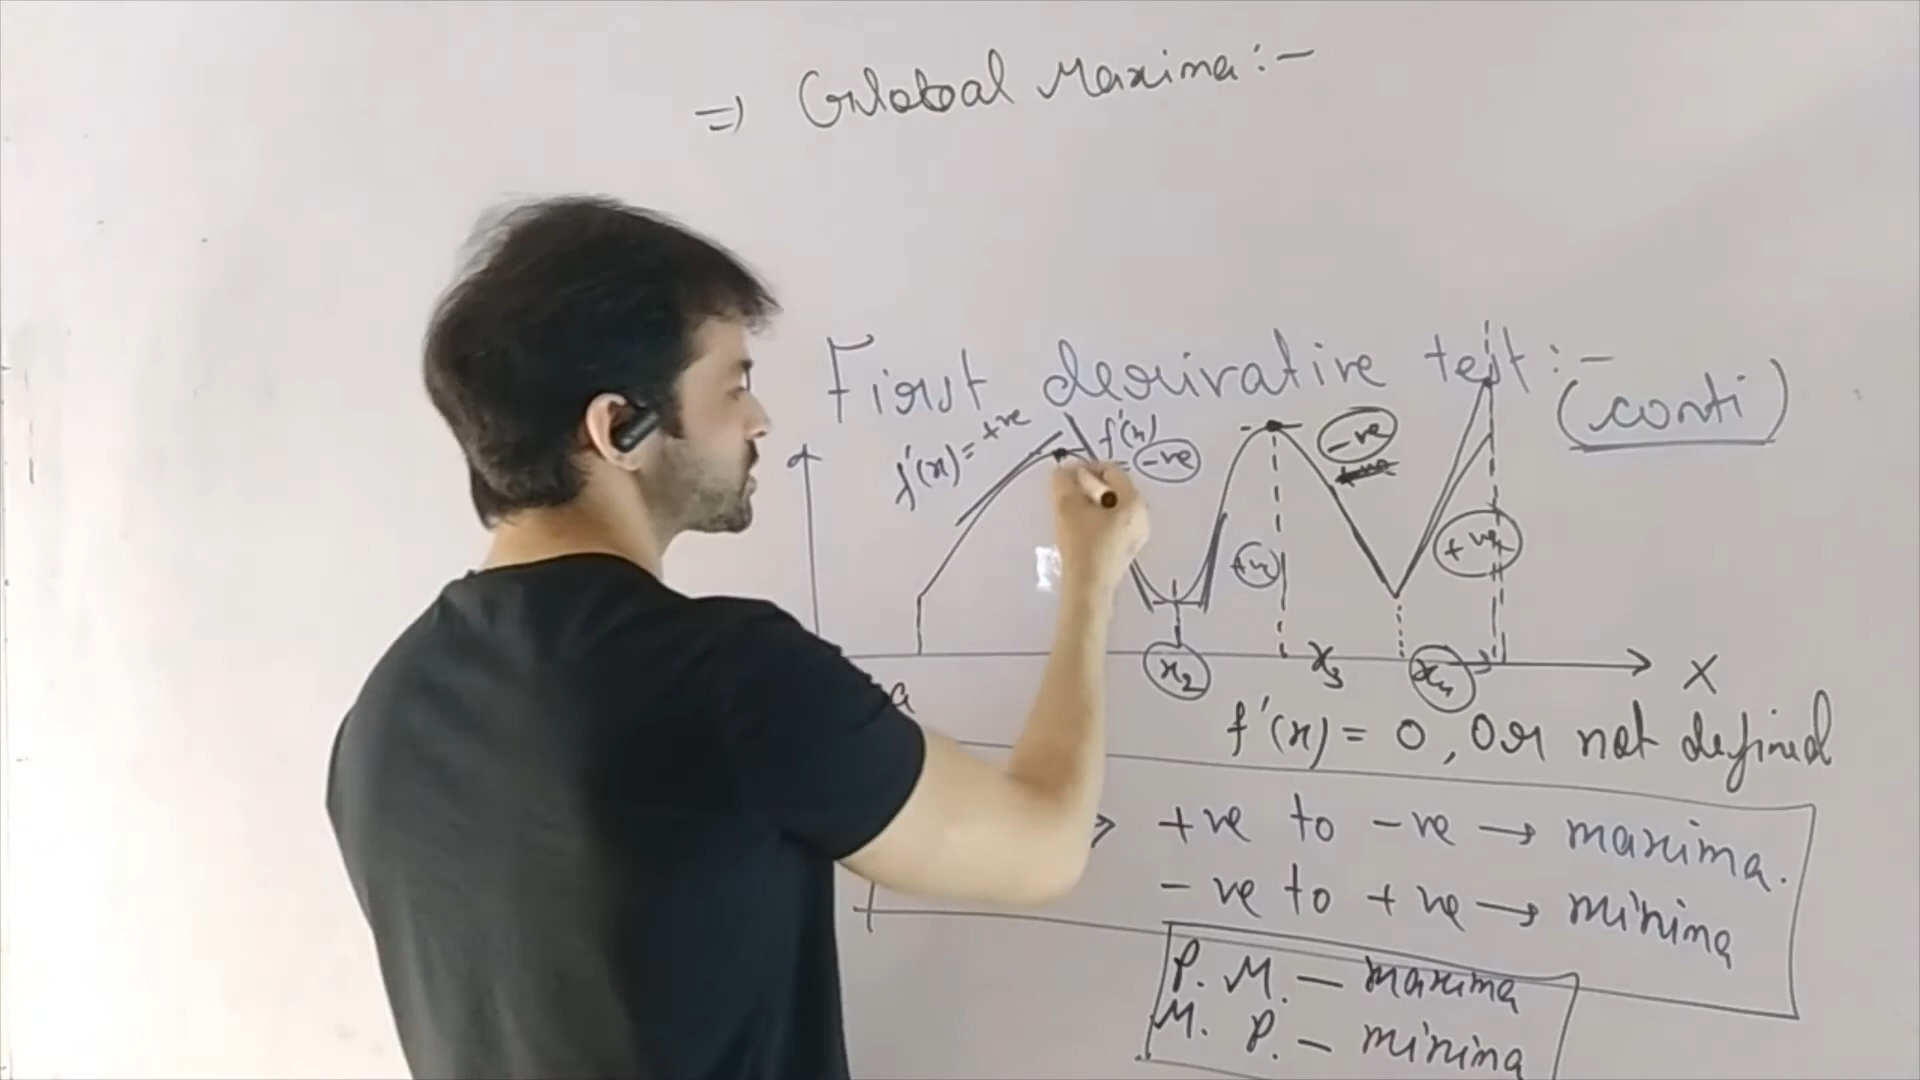 =) Global Maxima :-
First derivative test :-
(conti)
f'(x) = +ve
f'(x)
= -ve
-ve
+ve
+ve
x₂
x₃
x₄
X
a
f'(x) = 0, Or not defined
+ve to -ve → maxima.
-ve to +ve → minima
P. M. - maxima
M. P. - minima